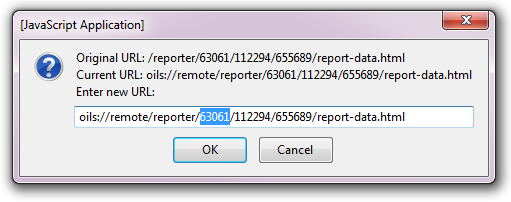 [JavaScript Application]
Original URL: /reporter/63061/112294/655689/report-data.html
Current URL: oils://remote/reporter/63061/112294/655689/report-data.html
Enter new URL:
oils://remote/reporter/63061/112294/655689/report-data.html
OK Cancel